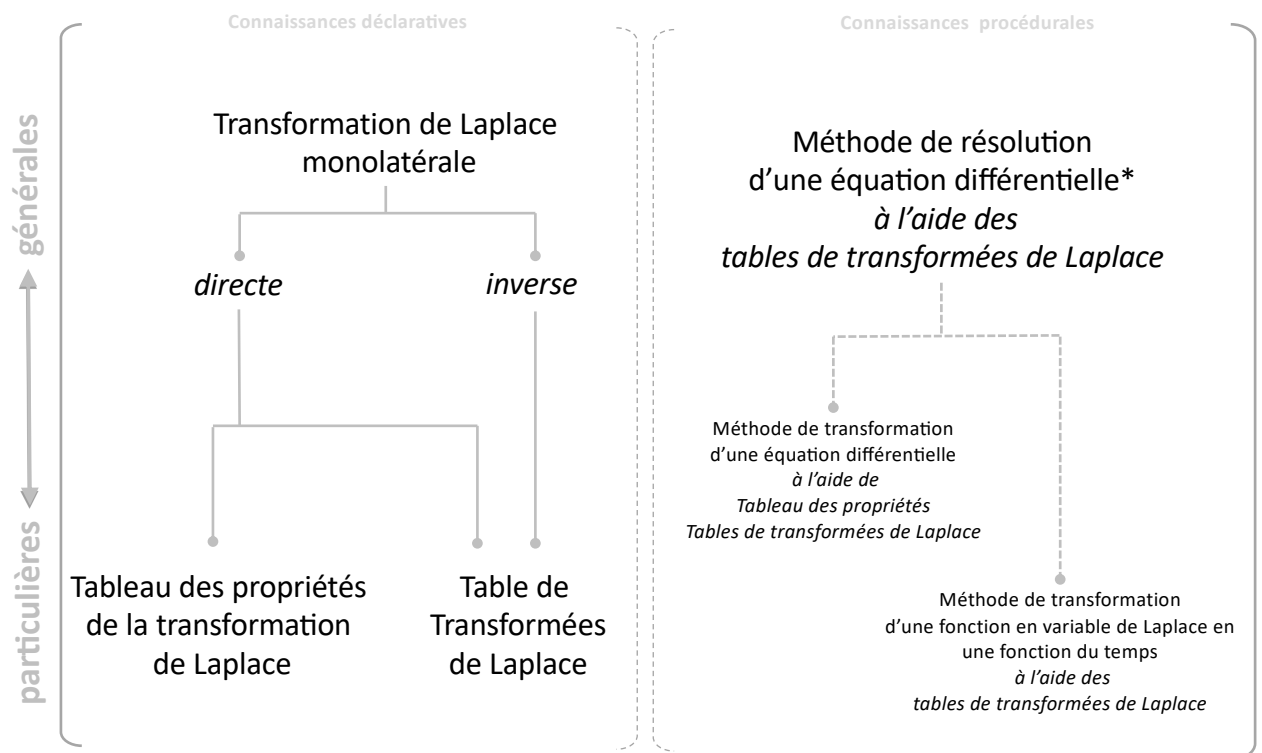 Connaissances déclaratives
Connaissances procédurales
générales
particulières
Transformation de Laplace
monolatérale
directe
inverse
Tableau des propriétés
de la transformation
de Laplace
Table de
Transformées
de Laplace
Méthode de résolution
d’une équation différentielle*
à l’aide des
tables de transformées de Laplace
Méthode de transformation
d’une équation différentielle
à l’aide de
Tableau des propriétés
Tables de transformées de Laplace
Méthode de transformation
d’une fonction en variable de Laplace en
une fonction du temps
à l’aide des
tables de transformées de Laplace